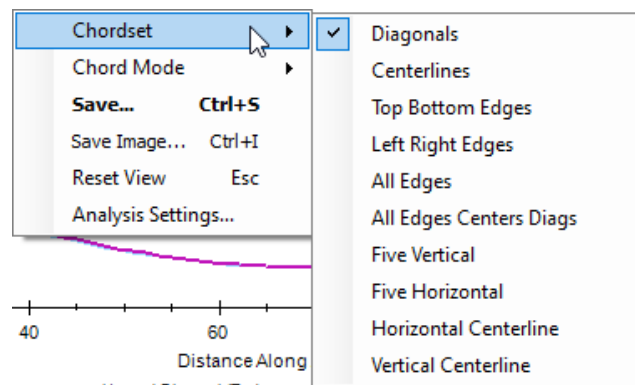 Chordset
Chord Mode
Save... Ctrl+S
Save Image... Ctrl+I
Reset View Esc
Analysis Settings...
Diagonals
Centerlines
Top Bottom Edges
Left Right Edges
All Edges
All Edges Centers Diags
Five Vertical
Five Horizontal
Horizontal Centerline
Vertical Centerline
40 60
Distance Along